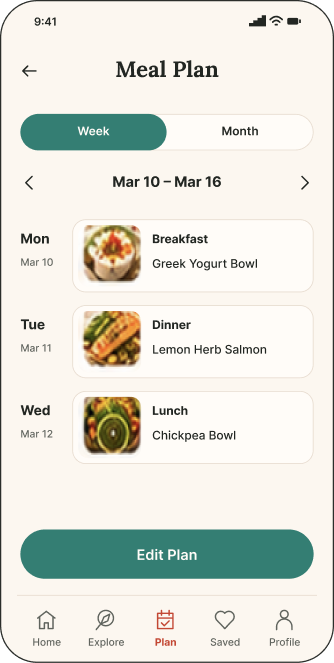 9:41
Meal Plan
Week
Month
Mar 10 – Mar 16
Mon
Mar 10
Breakfast
Greek Yogurt Bowl
Tue
Mar 11
Dinner
Lemon Herb Salmon
Wed
Mar 12
Lunch
Chickpea Bowl
Edit Plan
Home
Explore
Plan
Saved
Profile